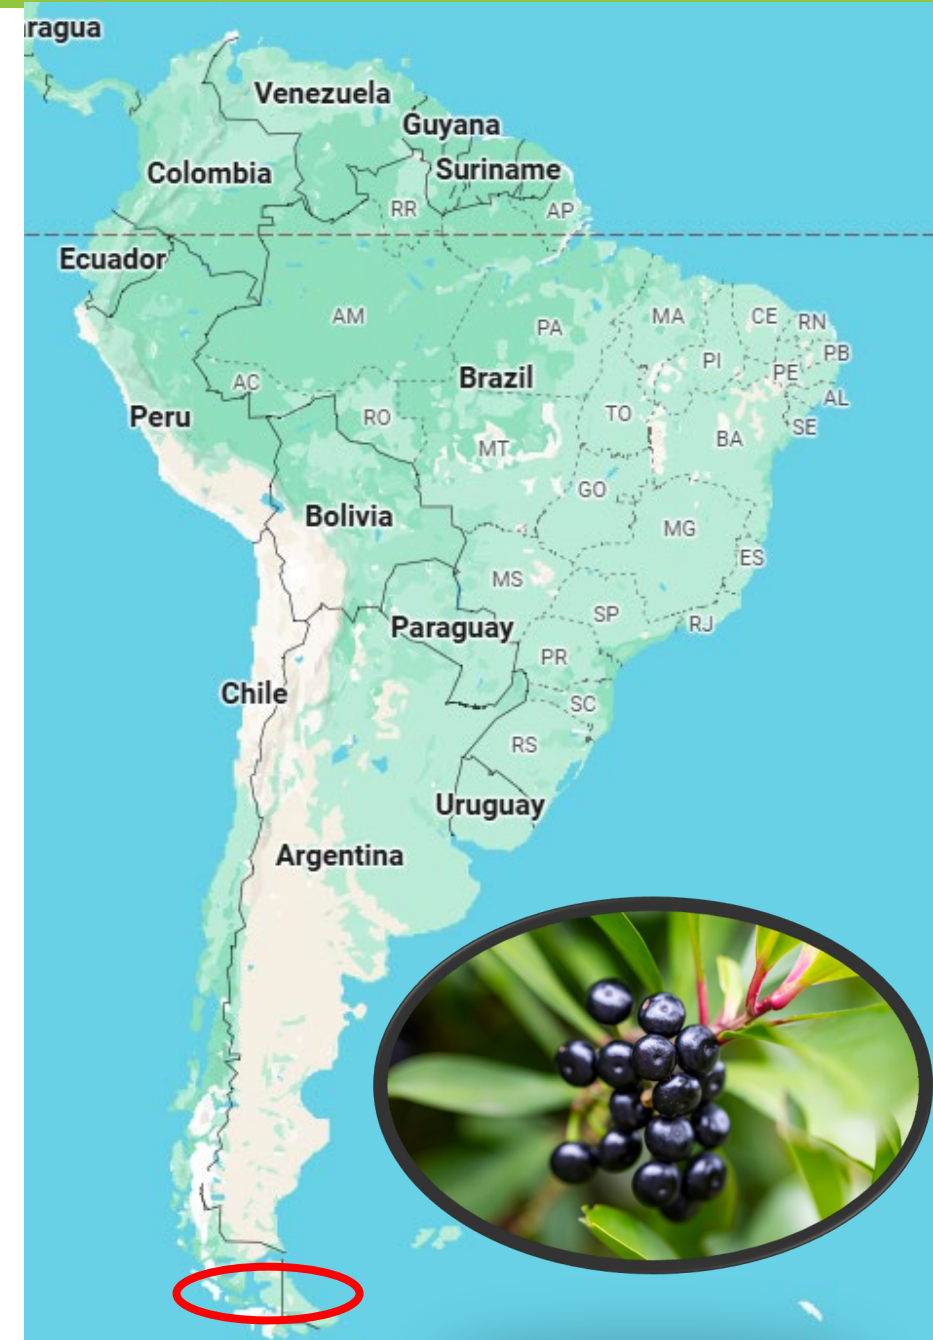 ragua
Venezuela
Guyana
Colombia
Suriname
RR
AP
Ecuador
AM
PA
MA
CE
RN
PB
PI
PE
AC
Brazil
AL
Peru
RO
TO
SE
MT
BA
GO
Bolivia
MG
ES
MS
SP
Paraguay
RJ
PR
Chile
SC
RS
Uruguay
Argentina